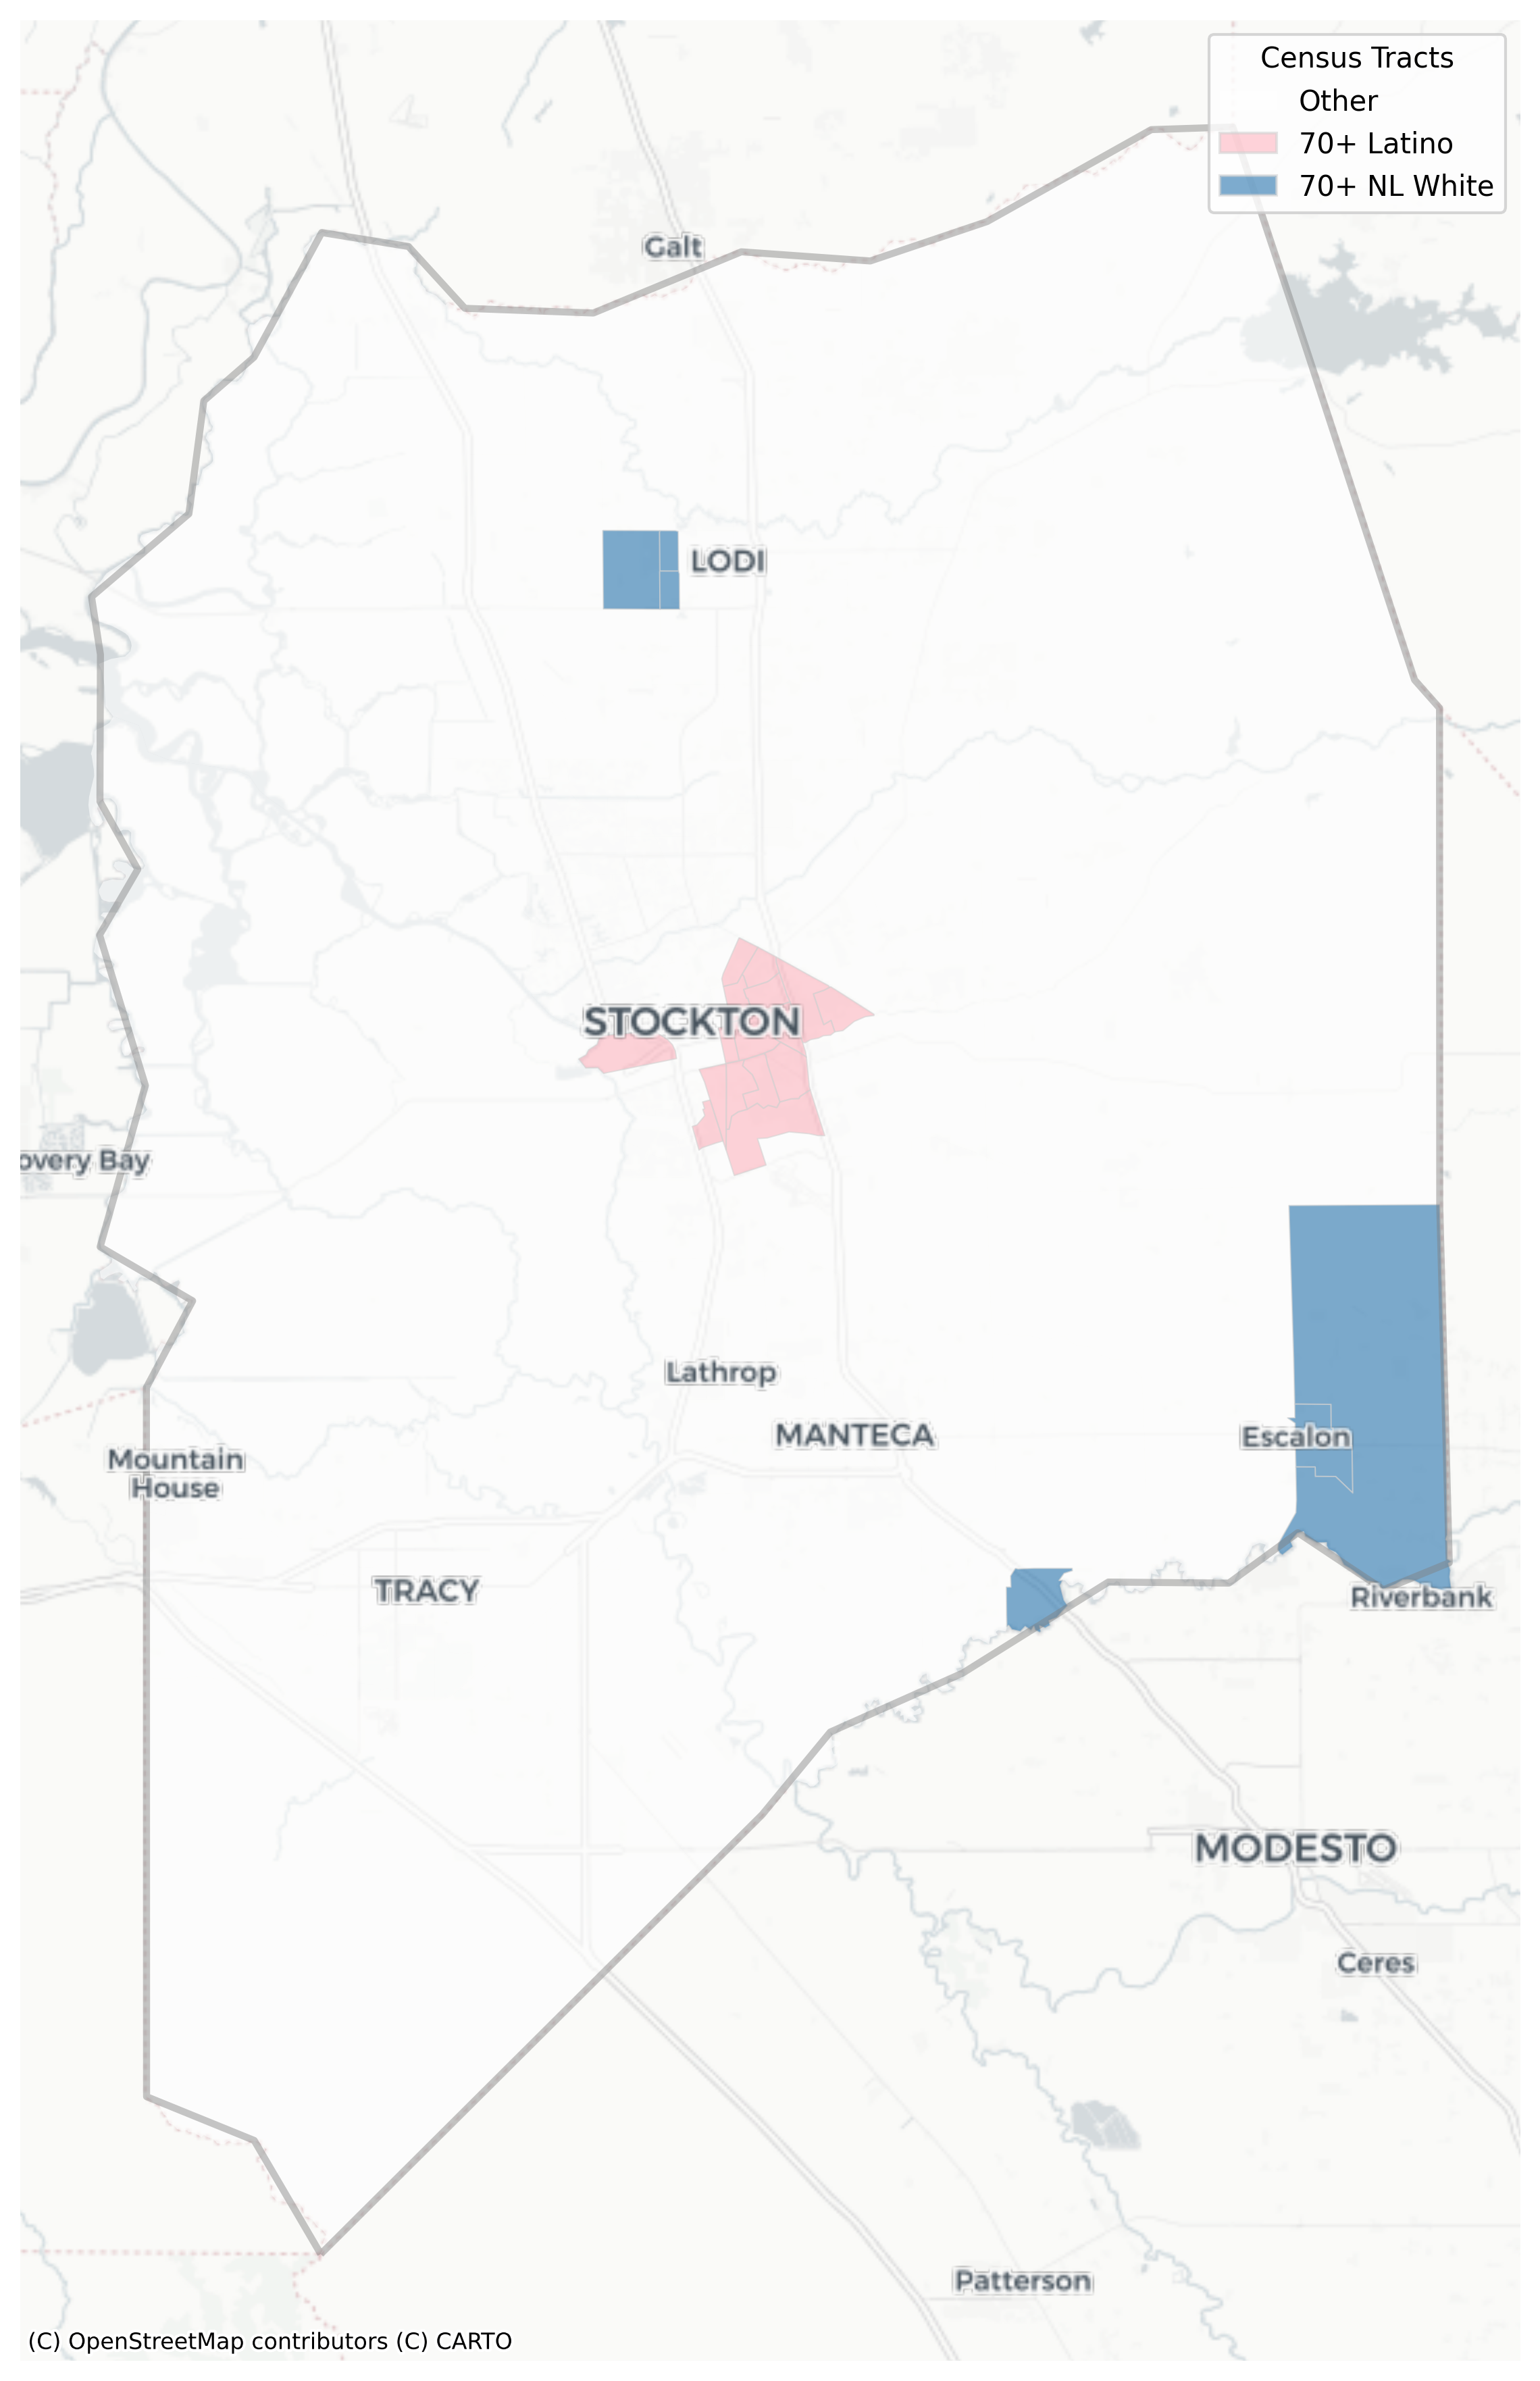 Census Tracts
Other
70+ Latino
70+ NL White
Galt
LODI
STOCKTON
overy Bay
Lathrop
MANTECA
Escalon
Mountain
House
TRACY
Riverbank
MODESTO
Ceres
Patterson
(C) OpenStreetMap contributors (C) CARTO